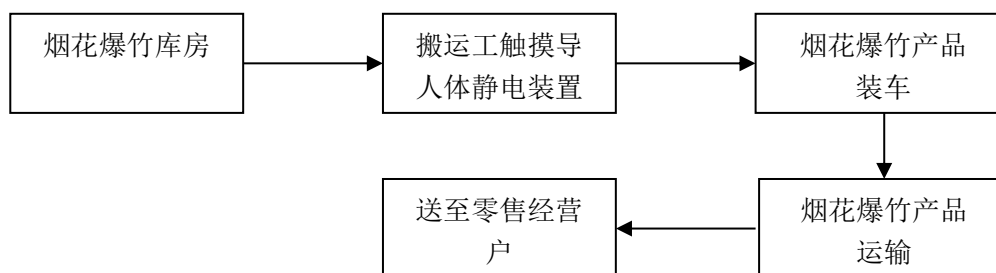 烟花爆竹库房
搬运工触摸导
人体静电装置
烟花爆竹产品
装车
烟花爆竹产品
运输
送至零售经营
户